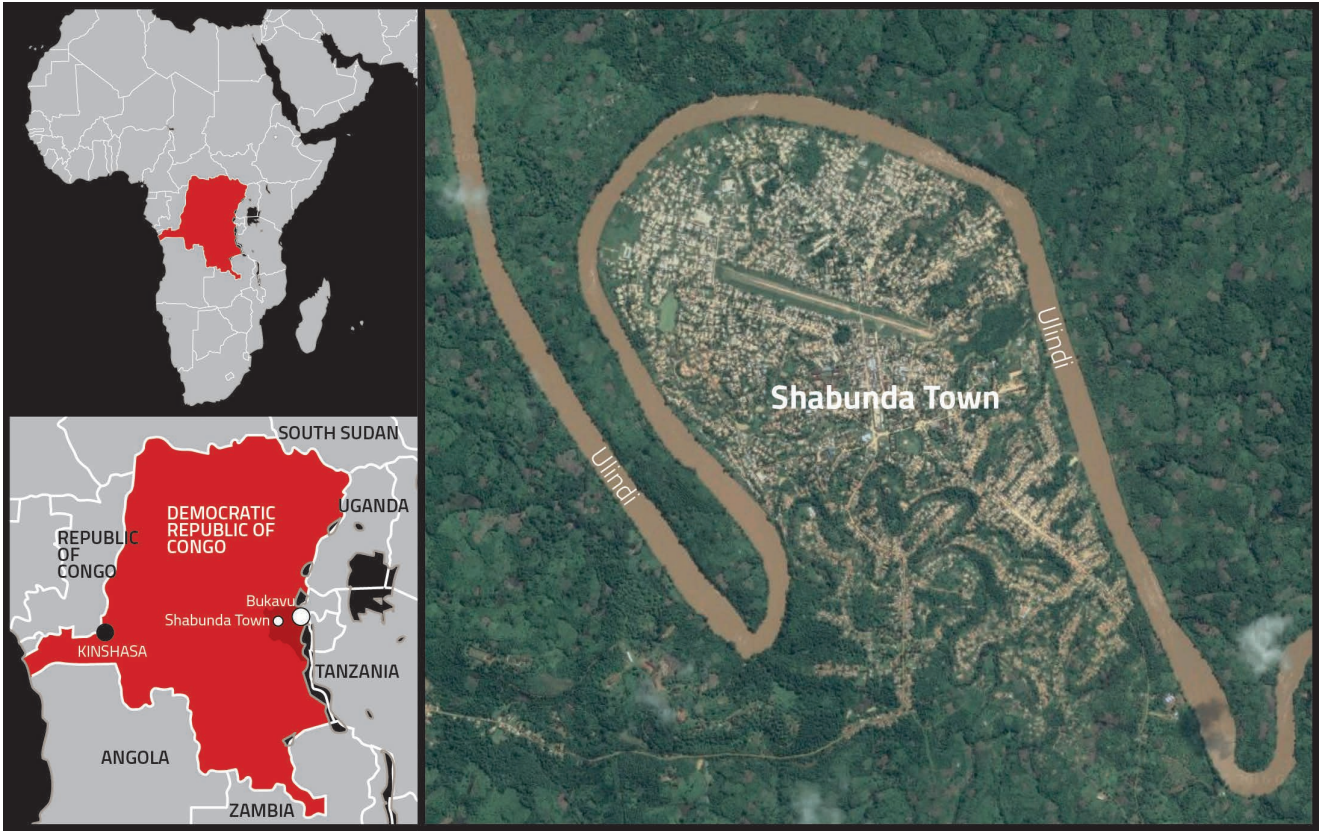 SOUTH SUDAN
UGANDA
DEMOCRATIC
REPUBLIC OF
CONGO
REPUBLIC
OF
CONGO
Bukavu
Shabunda Town
KINSHASA
TANZANIA
ANGOLA
ZAMBIA
Ulindi
Shabunda Town
Ulindi